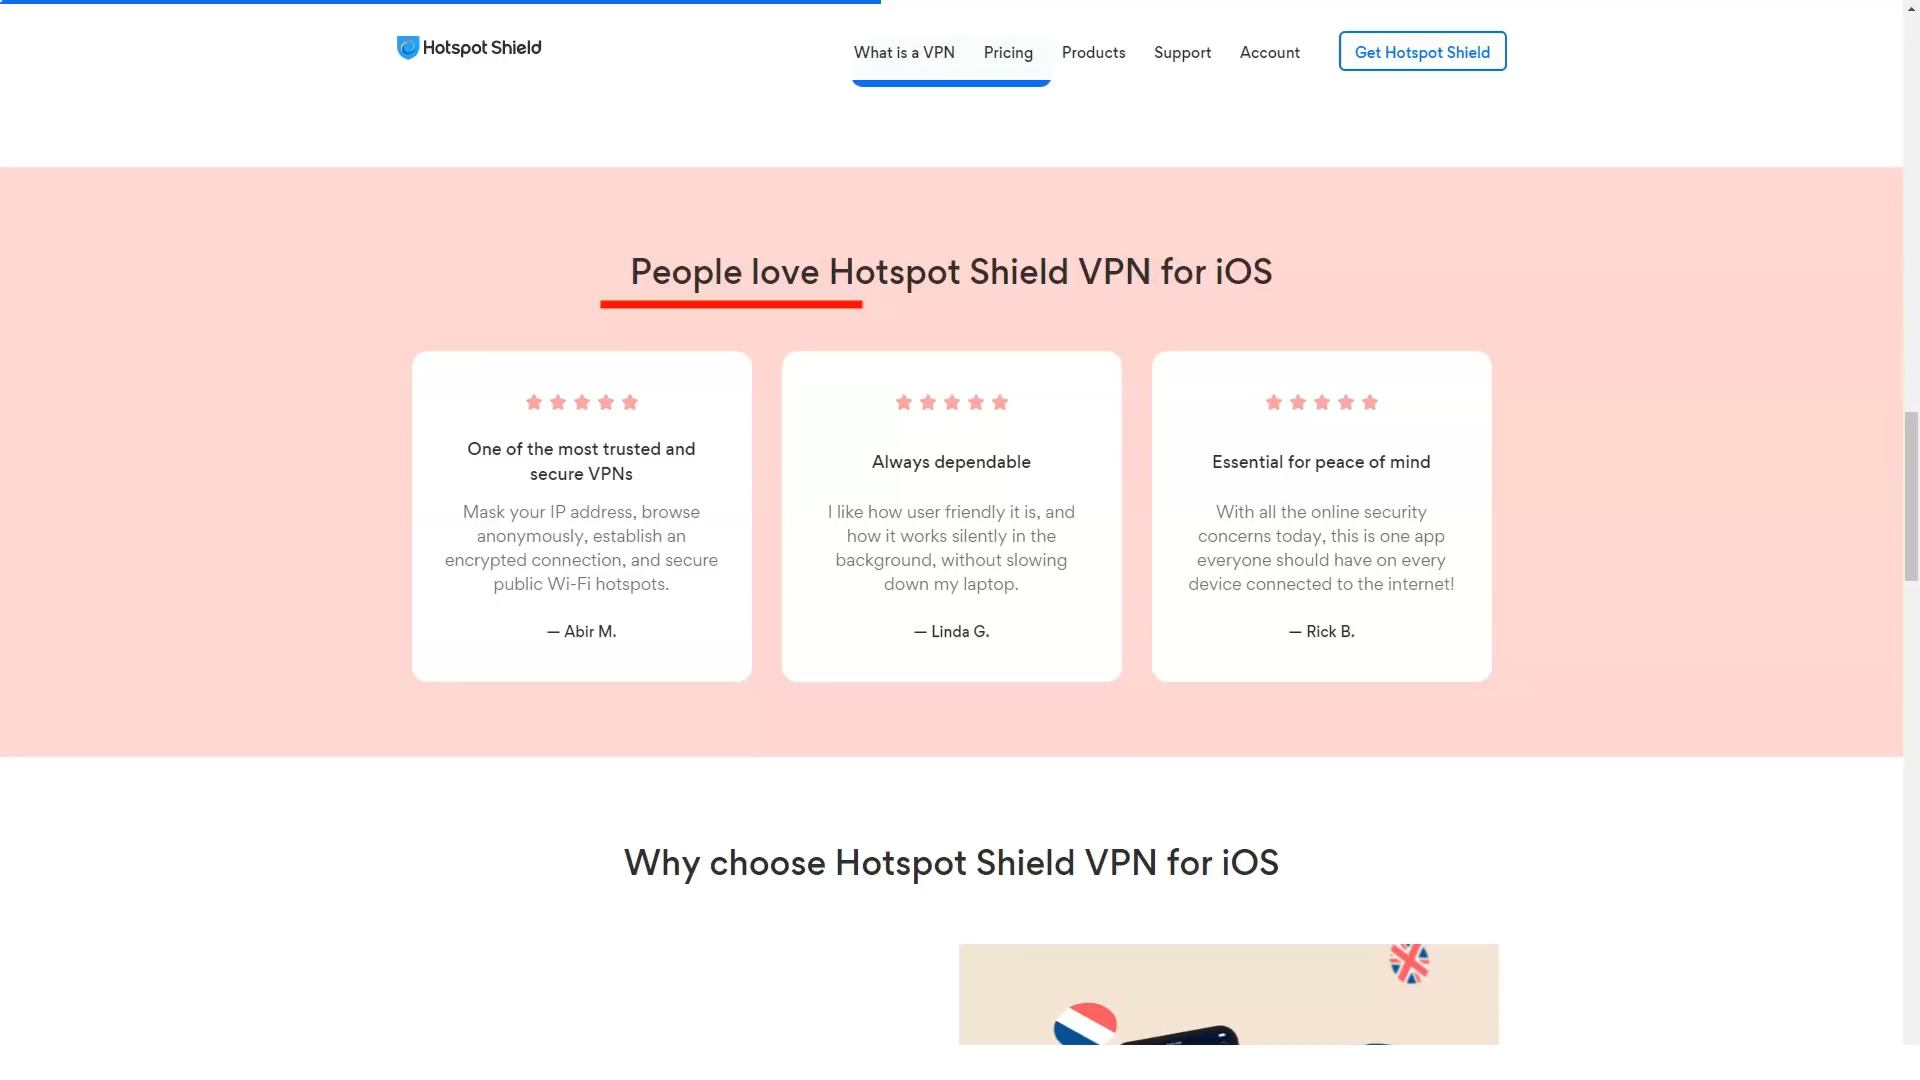 Hotspot Shield
What is a VPN
Pricing
Products
Support
Account
Get Hotspot Shield
People love Hotspot Shield VPN for iOS
One of the most trusted and
secure VPNs
Mask your IP address, browse
anonymously, establish an
encrypted connection, and secure
public Wi-Fi hotspots.
— Abir M.
Always dependable
I like how user friendly it is, and
how it works silently in the
background, without slowing
down my laptop.
— Linda G.
Essential for peace of mind
With all the online security
concerns today, this is one app
everyone should have on every
device connected to the internet!
— Rick B.
Why choose Hotspot Shield VPN for iOS